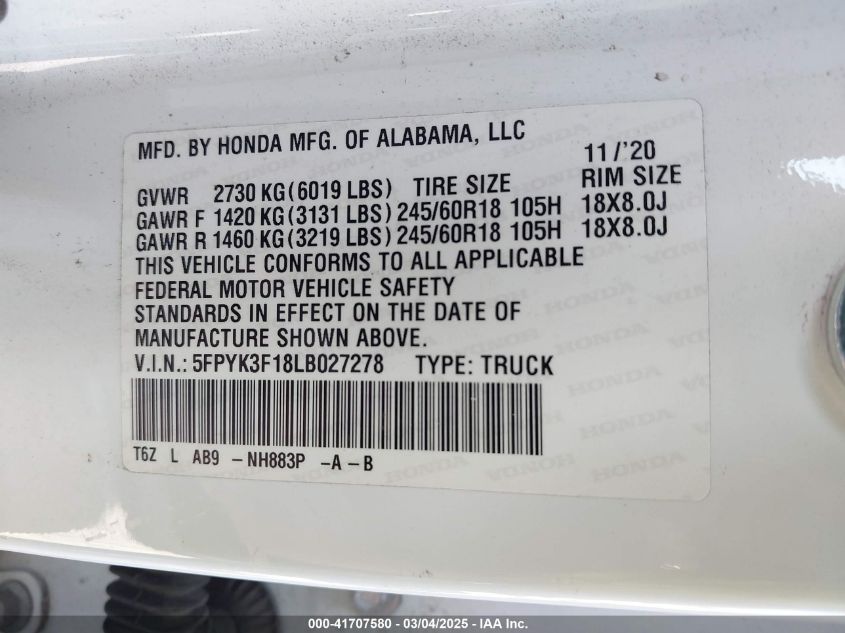 MFD. BY HONDA MFG. OF ALABAMA, LLC
11/'20
GVWR 2730 KG(6019 LBS) TIRE SIZE RIM SIZE
GAWR F 1420 KG(3131 LBS) 245/60R18 105H 18X8.0J
GAWR R 1460 KG(3219 LBS) 245/60R18 105H 18X8.0J
THIS VEHICLE CONFORMS TO ALL APPLICABLE
FEDERAL MOTOR VEHICLE SAFETY
STANDARDS IN EFFECT ON THE DATE OF
MANUFACTURE SHOWN ABOVE.
V.I.N.: 5FPYK3F18LB027278 TYPE: TRUCK
T6Z L AB9 -NH883P -A-B
000-41707580 - 03/04/2025 - IAA Inc.